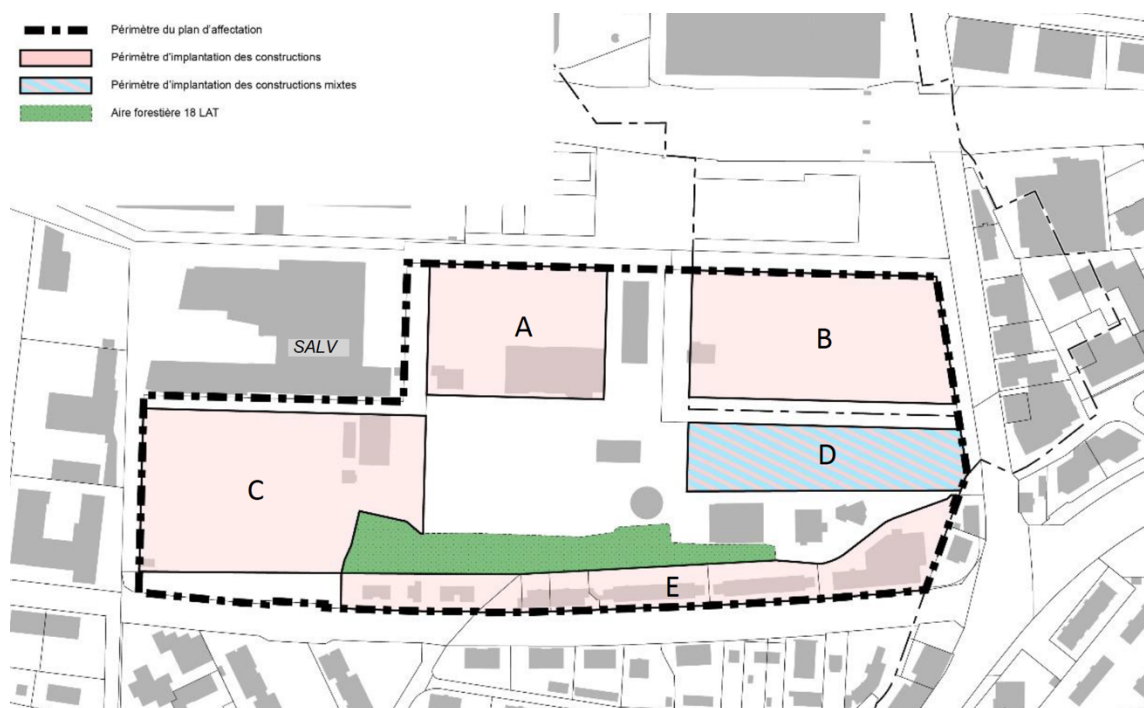 Périmètre du plan d'affectation
Périmètre d'implantation des constructions
Périmètre d'implantation des constructions mixtes
Aire forestière 18 LAT
A
B
SALV
D
C
E